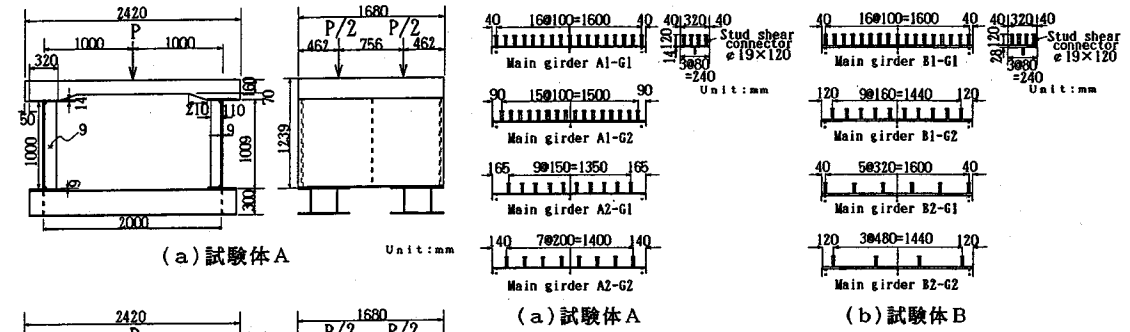 2420
P
1000 1000
320
160
70
14
210 110
50
9
9
1000
1009
9
300
2000
(a)試験体A
1680
P/2 P/2
462 756 462
1239
Unit:mm
40 16@100=1600 40
Main girder A1-G1
40 320 40
120
14
3@80
=240
Stud shear
connector
φ19×120
Unit:mm
90 15@100=1500 90
Main girder A1-G2
165 9@150=1350 165
Main girder A2-G1
140 7@200=1400 140
Main girder A2-G2
(a)試験体A
40 16@100=1600 40
Main girder B1-G1
40 320 40
120
28
3@80
=240
Stud shear
connector
φ19×120
Unit:mm
120 9@160=1440 120
Main girder B1-G2
40 5@320=1600 40
Main girder B2-G1
120 3@480=1440 120
Main girder B2-G2
(b)試験体B
2420
P
1680
P/2 P/2